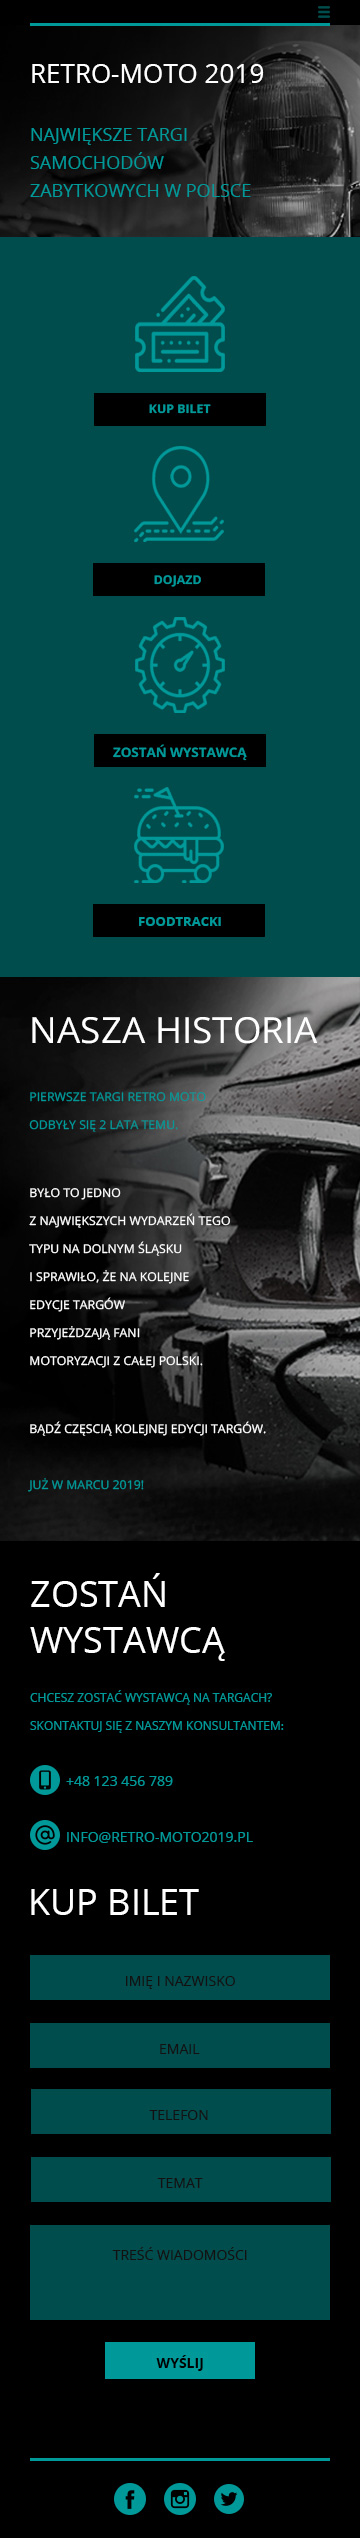 RETRO-MOTO 2019
NAJWIĘKSZE TARGI
SAMOCHODÓW
ZABYTKOWYCH W POLSCE
KUP BILET
DOJAZD
ZOSTAŃ WYSTAWCĄ
FOODTRACKI
NASZA HISTORIA
PIERWSZE TARGI RETRO MOTO
ODBYŁY SIĘ 2 LATA TEMU.
BYŁO TO JEDNO
Z NAJWIĘKSZYCH WYDARZEŃ TEGO
TYPU NA DOLNYM ŚLĄSKU
I SPRAWIŁO, ŻE NA KOLEJNE
EDYCJE TARGÓW
PRZYJEŻDZAJĄ FANI
MOTORYZACJI Z CAŁEJ POLSKI.
BĄDŹ CZĘSCIĄ KOLEJNEJ EDYCJI TARGÓW.
JUŻ W MARCU 2019!
ZOSTAŃ
WYSTAWCĄ
CHCESZ ZOSTAĆ WYSTAWCĄ NA TARGACH?
SKONTAKTUJ SIĘ Z NASZYM KONSULTANTEM:
+48 123 456 789
INFO@RETRO-MOTO2019.PL
KUP BILET
IMIĘ I NAZWISKO
EMAIL
TELEFON
TEMAT
TREŚĆ WIADOMOŚCI
WYŚLIJ